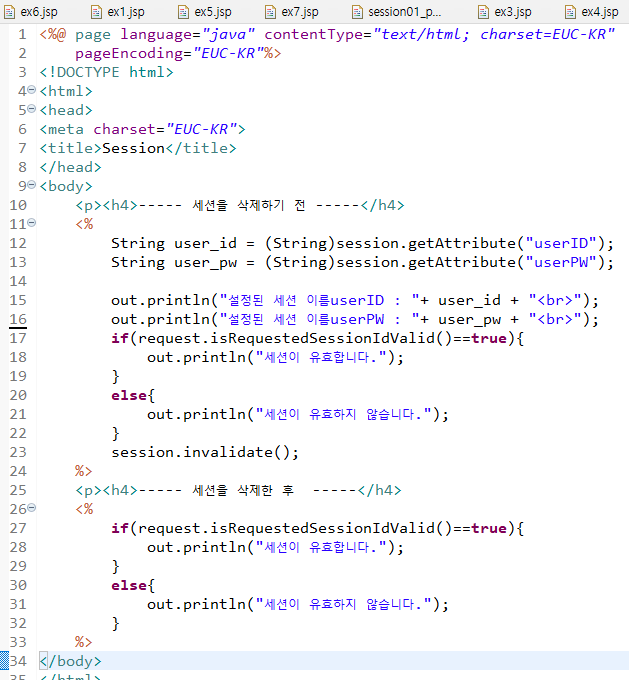 ex6.jsp ex1.jsp ex5.jsp ex7.jsp session01_p... ex3.jsp ex4.jsp
1 <%@ page language="java" contentType="text/html; charset=EUC-KR"
2     pageEncoding="EUC-KR"%>
3 <!DOCTYPE html>
4 <html>
5 <head>
6 <meta charset="EUC-KR">
7 <title>Session</title>
8 </head>
9 <body>
10     <p><h4>----- 세션을 삭제하기 전 -----</h4>
11     <%
12         String user_id = (String)session.getAttribute("userID");
13         String user_pw = (String)session.getAttribute("userPW");
14
15         out.println("설정된 세션 이름userID : "+ user_id + "<br>");
16         out.println("설정된 세션 이름userPW : "+ user_pw + "<br>");
17         if(request.isRequestedSessionIdValid()==true){
18             out.println("세션이 유효합니다.");
19         }
20         else{
21             out.println("세션이 유효하지 않습니다.");
22         }
23         session.invalidate();
24     %>
25     <p><h4>----- 세션을 삭제한 후  -----</h4>
26     <%
27         if(request.isRequestedSessionIdValid()==true){
28             out.println("세션이 유효합니다.");
29         }
30         else{
31             out.println("세션이 유효하지 않습니다.");
32         }
33     %>
34 </body>
35 </html>